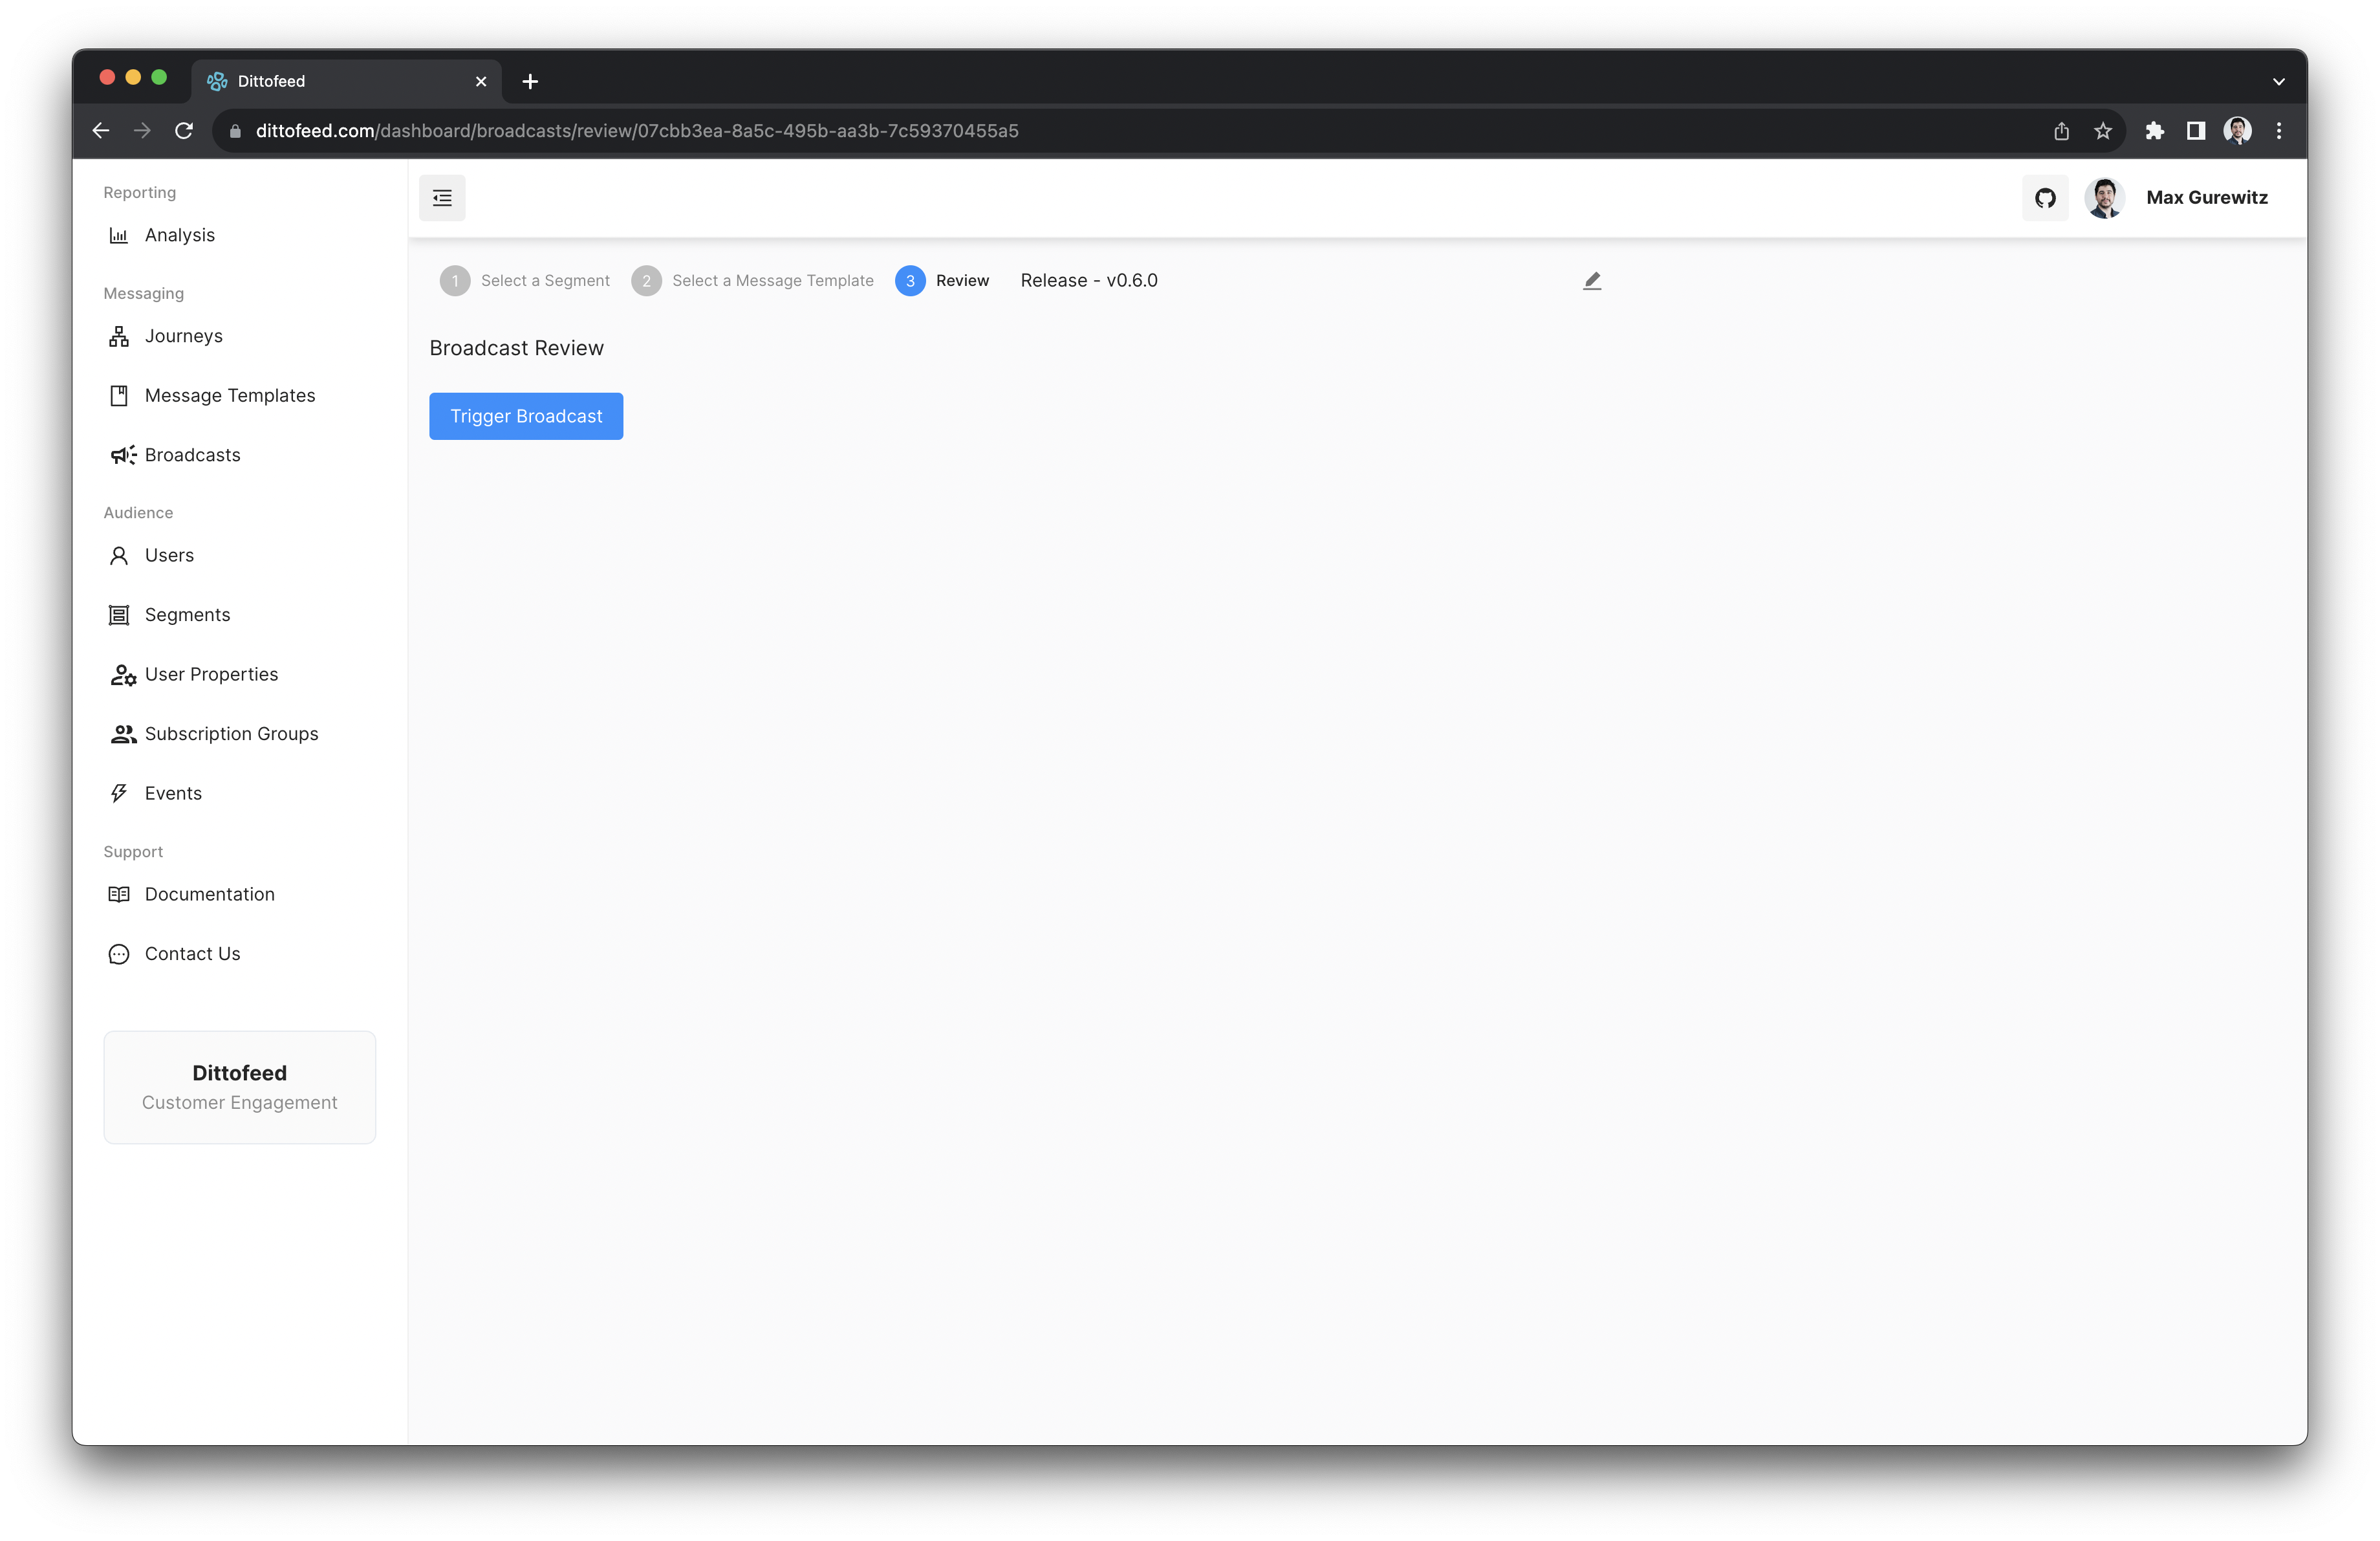 Dittofeed
dittofeed.com/dashboard/broadcasts/review/07cbb3ea-8a5c-495b-aa3b-7c59370455a5
Reporting
Analysis
Messaging
Journeys
Message Templates
Broadcasts
Audience
Users
Segments
User Properties
Subscription Groups
Events
Support
Documentation
Contact Us
Dittofeed
Customer Engagement
Max Gurewitz
1 Select a Segment 2 Select a Message Template 3 Review Release - v0.6.0
Broadcast Review
Trigger Broadcast